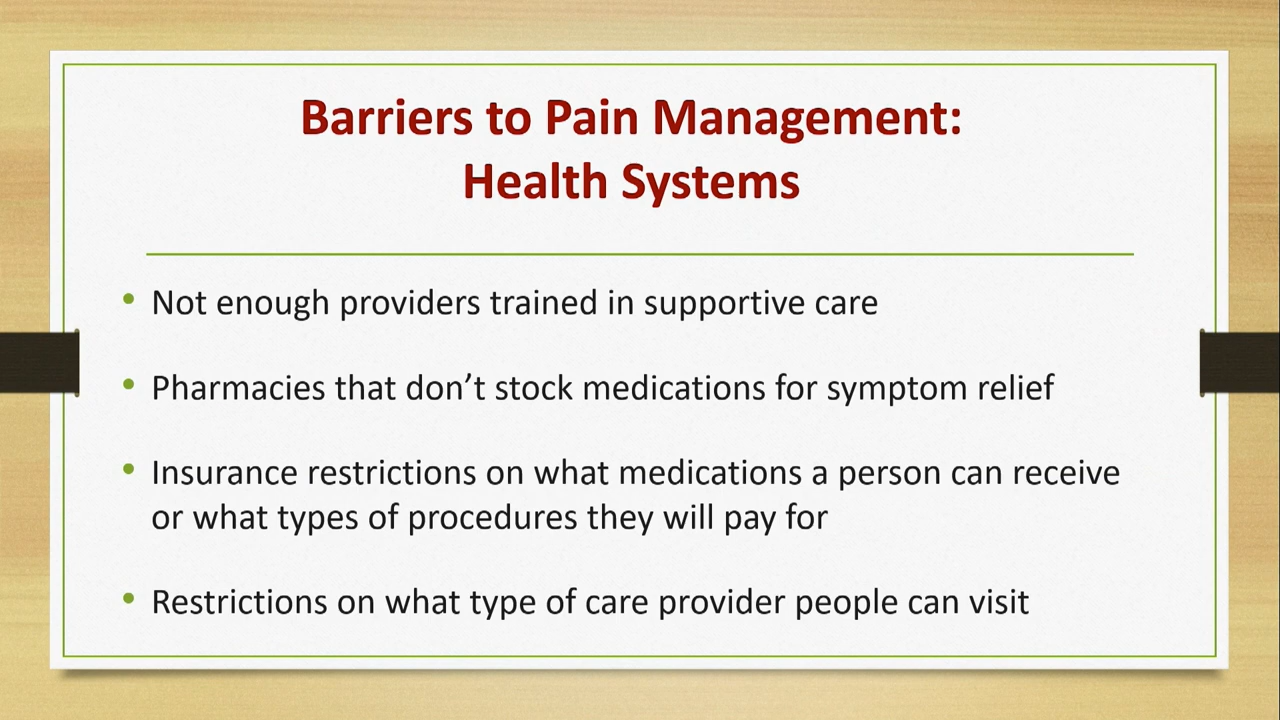 Barriers to Pain Management:
Health Systems
• Not enough providers trained in supportive care
• Pharmacies that don’t stock medications for symptom relief
• Insurance restrictions on what medications a person can receive
or what types of procedures they will pay for
• Restrictions on what type of care provider people can visit